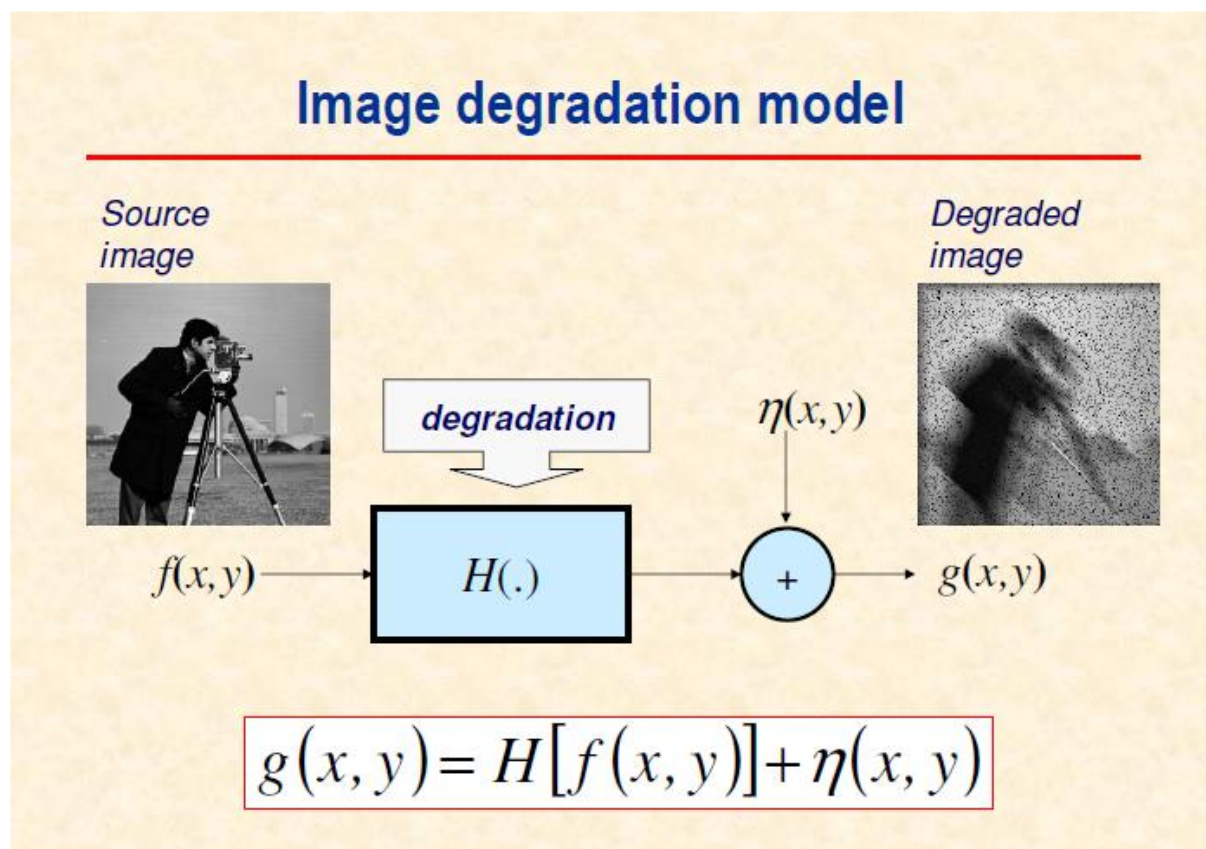 Image degradation model
Source
image
Degraded
image
degradation
η(x,y)
f(x,y)
H(.)
+
g(x,y)
g(x, y) = H[f(x, y)] + η(x, y)